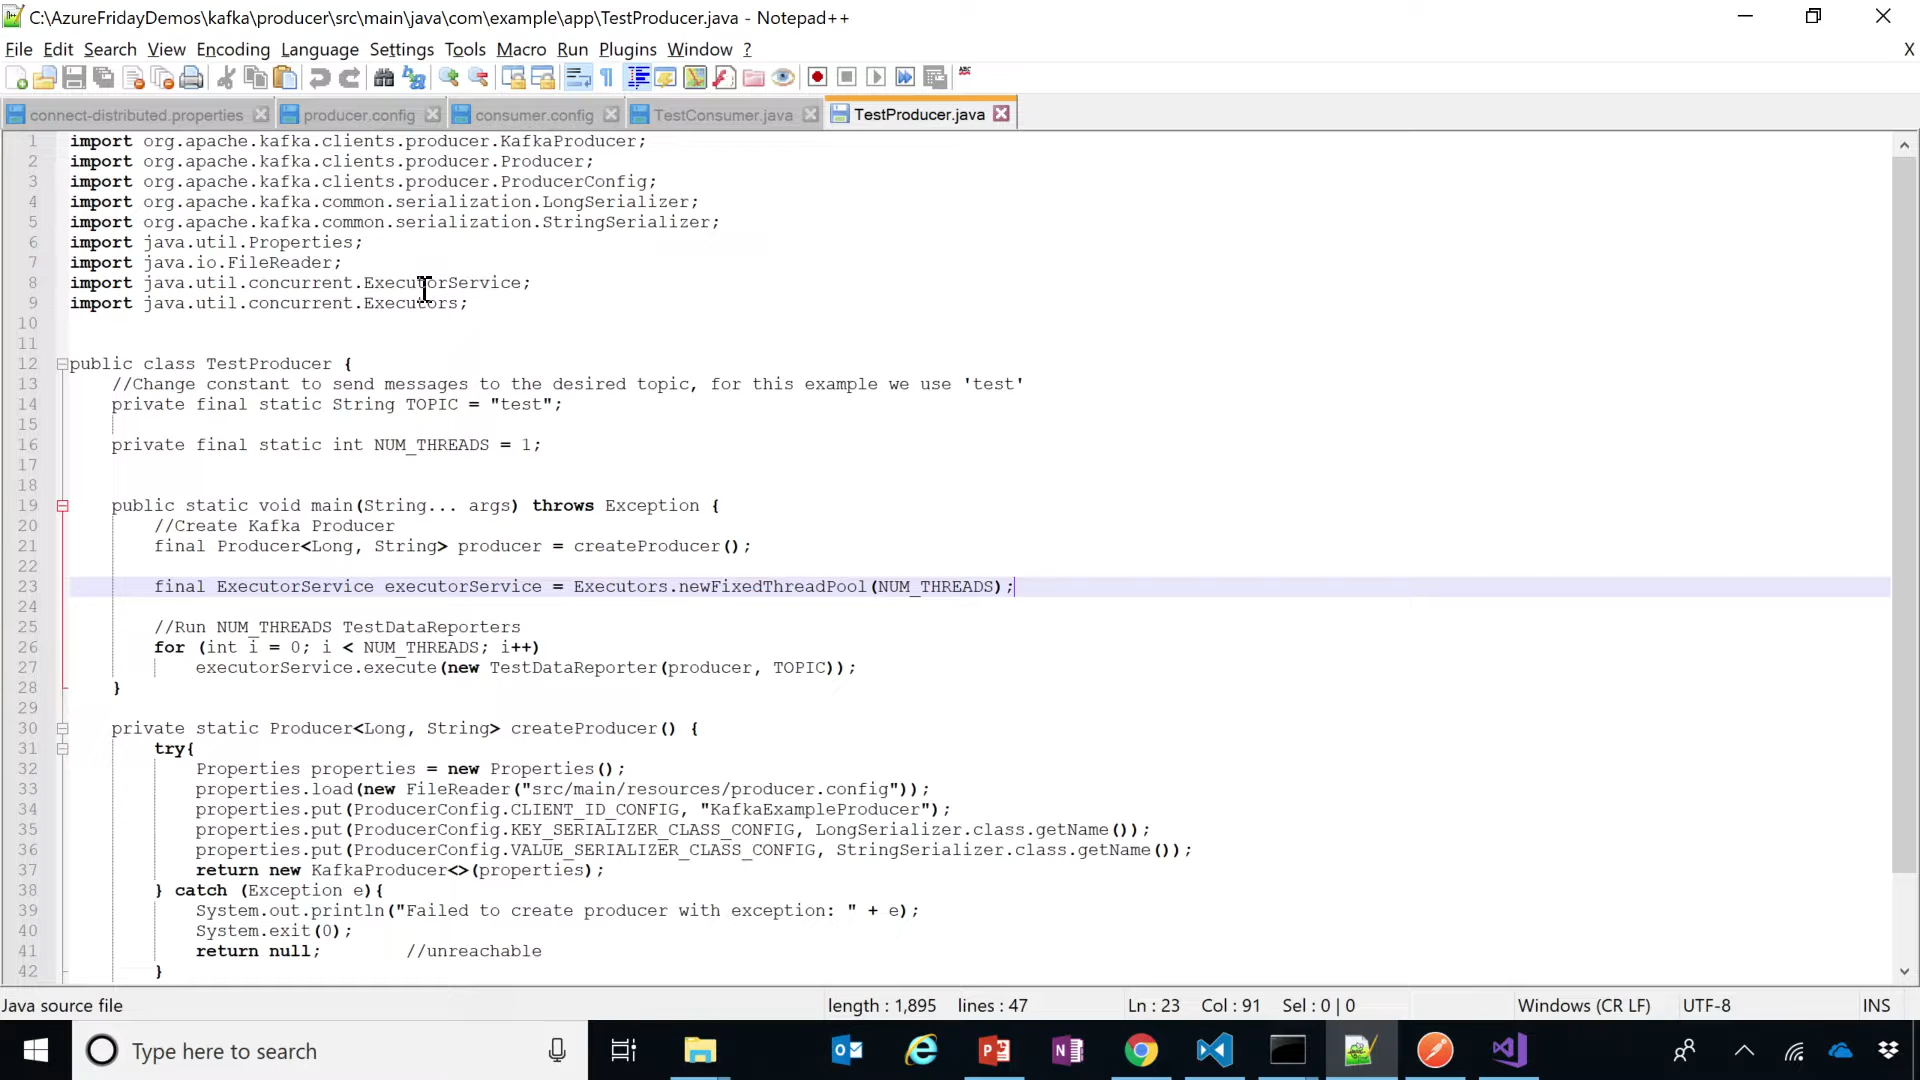 C:\AzureFridayDemos\kafka\producer\src\main\java\com\example\app\TestProducer.java - Notepad++
File Edit Search View Encoding Language Settings Tools Macro Run Plugins Window ? X
connect-distributed.properties producer.config consumer.config TestConsumer.java TestProducer.java
1 import org.apache.kafka.clients.producer.KafkaProducer;
2 import org.apache.kafka.clients.producer.Producer;
3 import org.apache.kafka.clients.producer.ProducerConfig;
4 import org.apache.kafka.common.serialization.LongSerializer;
5 import org.apache.kafka.common.serialization.StringSerializer;
6 import java.util.Properties;
7 import java.io.FileReader;
8 import java.util.concurrent.ExecutorService;
9 import java.util.concurrent.Executors;
10
11
12 public class TestProducer {
13 //Change constant to send messages to the desired topic, for this example we use 'test'
14 private final static String TOPIC = "test";
15
16 private final static int NUM_THREADS = 1;
17
18
19 public static void main(String... args) throws Exception {
20 //Create Kafka Producer
21 final Producer<Long, String> producer = createProducer();
22
23 final ExecutorService executorService = Executors.newFixedThreadPool(NUM_THREADS);
24
25 //Run NUM_THREADS TestDataReporters
26 for (int i = 0; i < NUM_THREADS; i++)
27 executorService.execute(new TestDataReporter(producer, TOPIC));
28 }
29
30 private static Producer<Long, String> createProducer() {
31 try{
32 Properties properties = new Properties();
33 properties.load(new FileReader("src/main/resources/producer.config"));
34 properties.put(ProducerConfig.CLIENT_ID_CONFIG, "KafkaExampleProducer");
35 properties.put(ProducerConfig.KEY_SERIALIZER_CLASS_CONFIG, LongSerializer.class.getName());
36 properties.put(ProducerConfig.VALUE_SERIALIZER_CLASS_CONFIG, StringSerializer.class.getName());
37 return new KafkaProducer<>(properties);
38 } catch (Exception e){
39 System.out.println("Failed to create producer with exception: " + e);
40 System.exit(0);
41 return null; //unreachable
42 }
Java source file length : 1,895 lines : 47 Ln : 23 Col : 91 Sel : 0 | 0 Windows (CR LF) UTF-8 INS
Type here to search